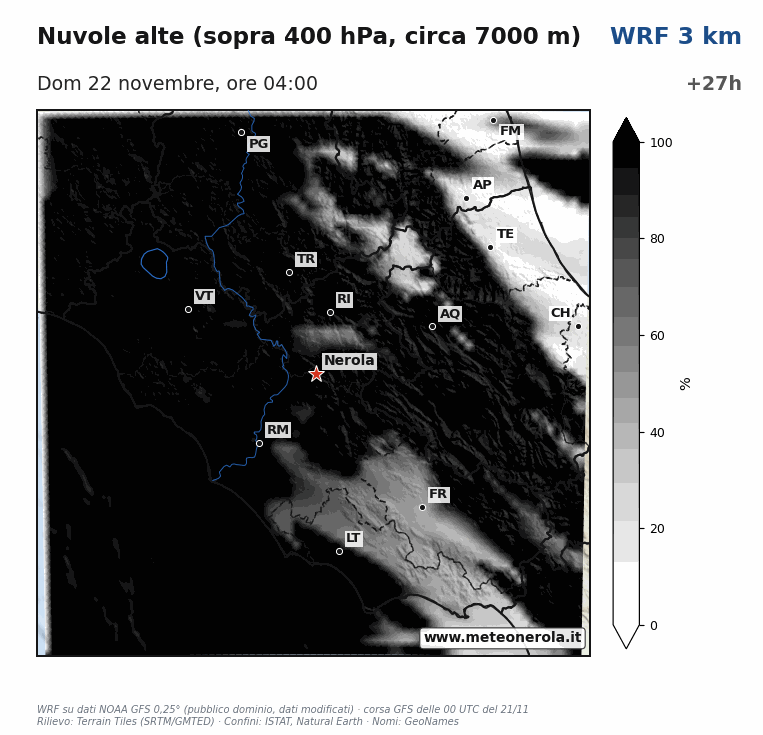 Nuvole alte (sopra 400 hPa, circa 7000 m) WRF 3 km
Dom 22 novembre, ore 04:00 +27h
FM
PG
AP
TE
TR
VT
RI
AQ
CH
Nerola
RM
FR
LT
www.meteonerola.it
100
80
60
40
20
0
%
WRF su dati NOAA GFS 0,25° (pubblico dominio, dati modificati) · corsa GFS delle 00 UTC del 21/11
Rilievo: Terrain Tiles (SRTM/GMTED) · Confini: ISTAT, Natural Earth · Nomi: GeoNames